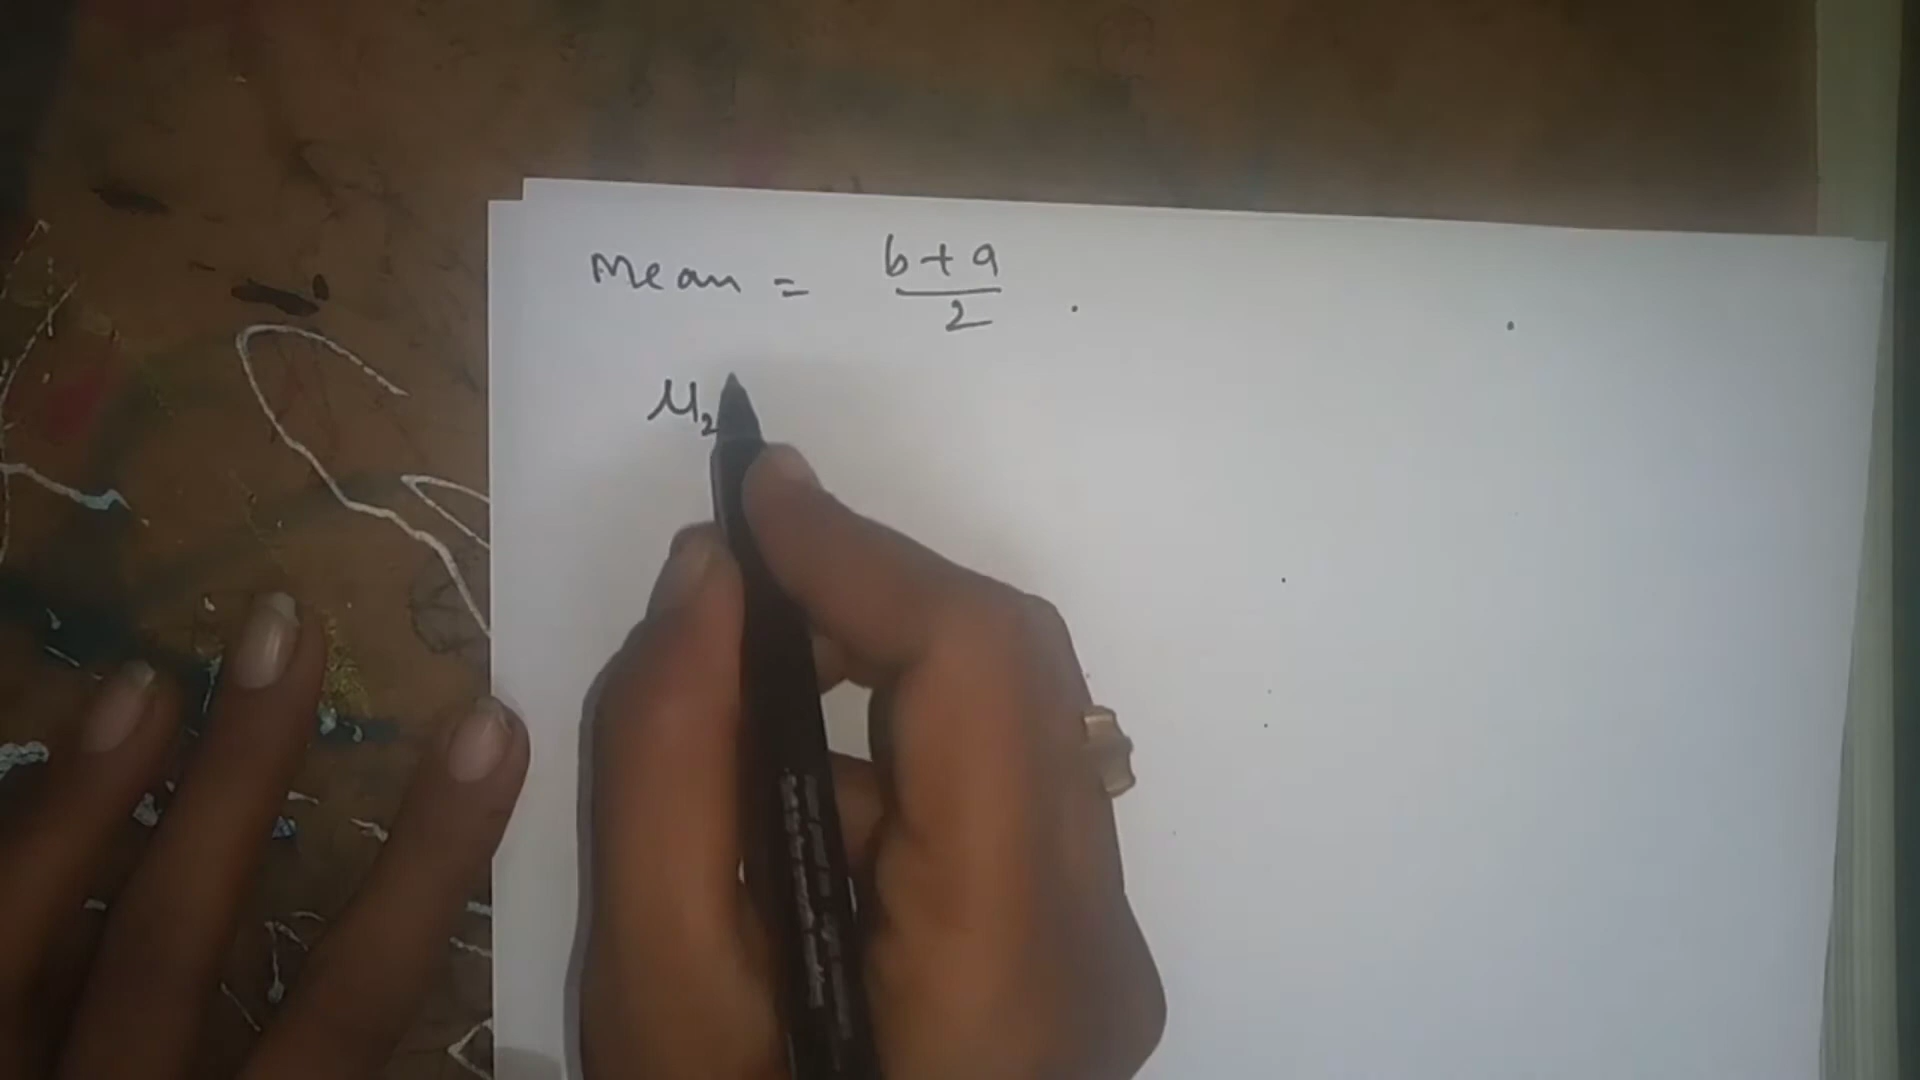 Mean = b+a/2 .
μ₂